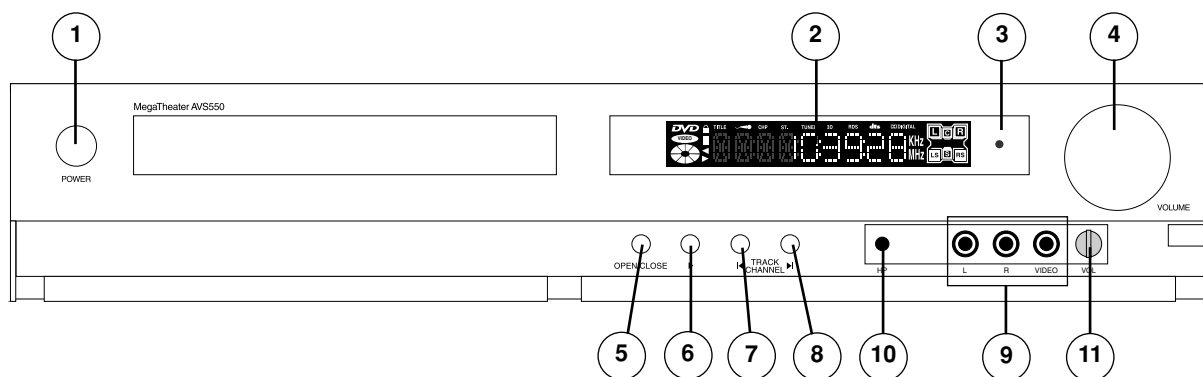 1
2
3
4
MegaTheater AVS550
DVD TITLE CHP ST. TUNED 3D RDS dts DIGITAL L C R
VIDEO KHz
MHz LS S RS
POWER
VOLUME
OPEN/CLOSE
TRACK
CHANNEL
HP
L
R
VIDEO
VOL
5
6
7
8
10
9
11